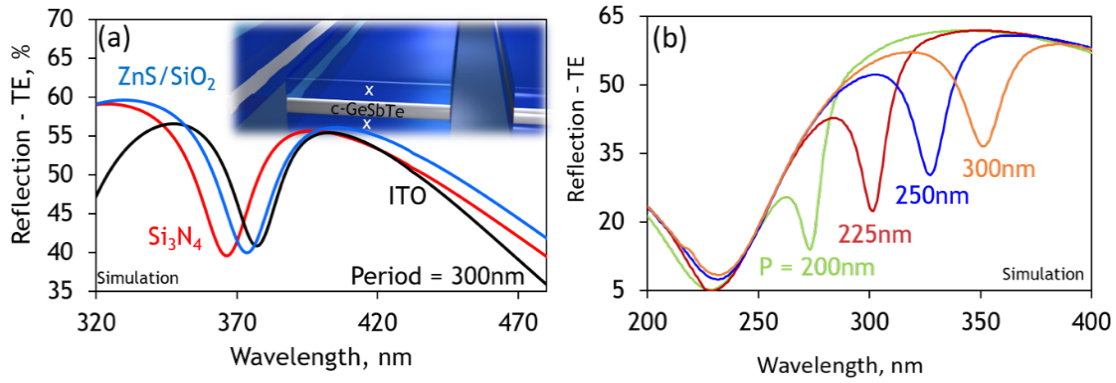 (a)
ZnS/SiO₂
x
c-GeSbTe
x
ITO
Si₃N₄
Simulation
Period = 300nm
Reflection - TE, %
70
65
60
55
50
45
40
35
320
370
420
470
Wavelength, nm
(b)
300nm
250nm
225nm
P = 200nm
Simulation
Reflection - TE
65
50
35
20
5
200
250
300
350
400
Wavelength, nm